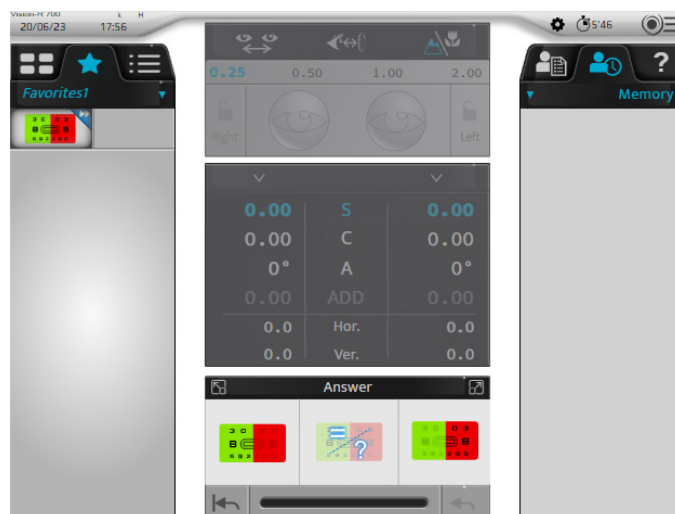 Vision-R 700
20/06/23 17:56
5'46
Favorites1
0.25 0.50 1.00 2.00
Right Left
?
Memory
0.00 S 0.00
0.00 C 0.00
0° A 0°
0.00 ADD 0.00
0.0 Hor. 0.0
0.0 Ver. 0.0
Answer
?